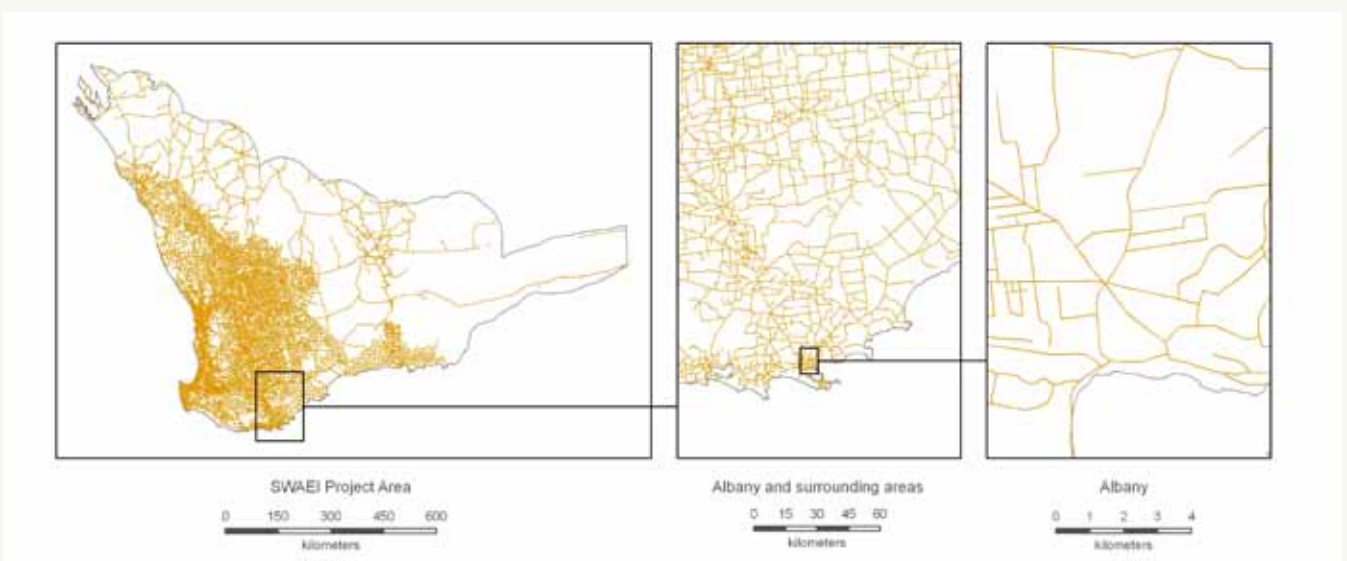 SWAEI Project Area
0 150 300 450 600
kilometers
Albany and surrounding areas
0 15 30 45 60
kilometers
Albany
0 1 2 3 4
kilometers